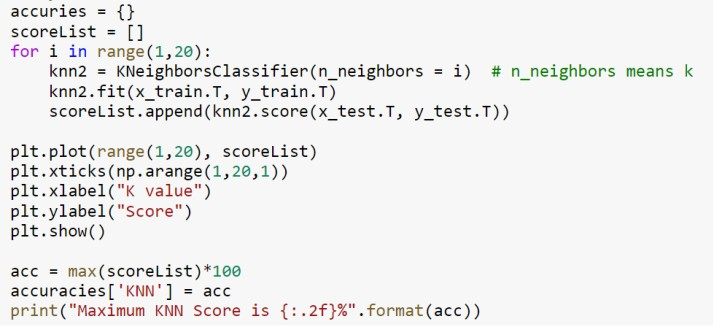 accuries = {}
scoreList = []
for i in range(1,20):
    knn2 = KNeighborsClassifier(n_neighbors = i)  # n_neighbors means k
    knn2.fit(x_train.T, y_train.T)
    scoreList.append(knn2.score(x_test.T, y_test.T))

plt.plot(range(1,20), scoreList)
plt.xticks(np.arange(1,20,1))
plt.xlabel("K value")
plt.ylabel("Score")
plt.show()

acc = max(scoreList)*100
accuracies['KNN'] = acc
print("Maximum KNN Score is {:.2f}%".format(acc))